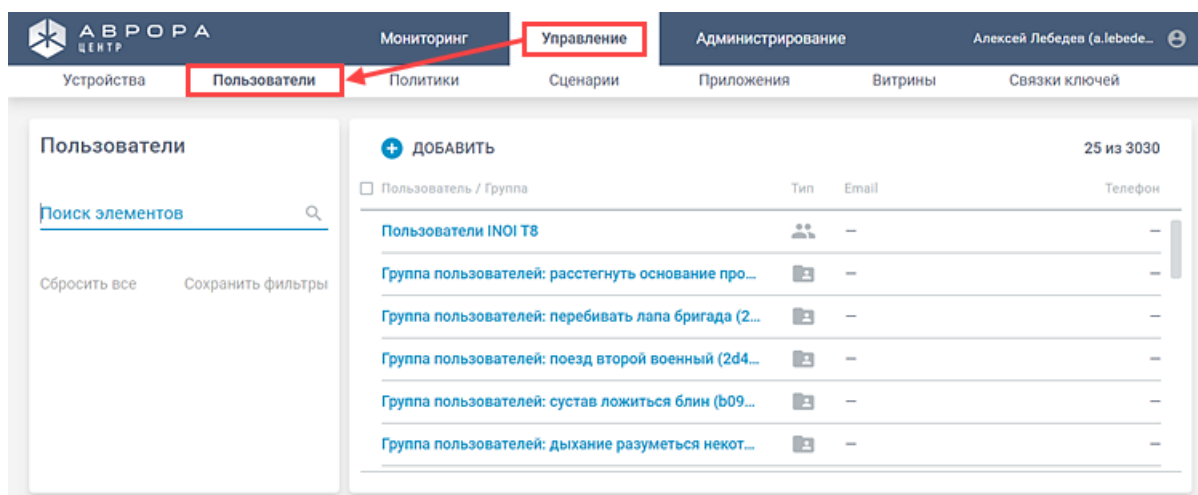 АВРОРА
ЦЕНТР
Мониторинг Управление Администрирование Алексей Лебедев (a.lebede...
Устройства Пользователи Политики Сценарии Приложения Витрины Связки ключей
Пользователи
Поиск элементов
Сбросить все Сохранить фильтры
ДОБАВИТЬ 25 из 3030
Пользователь / Группа Тип Email Телефон
Пользователи INOI T8 — —
Группа пользователей: расстегнуть основание про... — —
Группа пользователей: перебивать лапа бригада (2... — —
Группа пользователей: поезд второй военный (2d4... — —
Группа пользователей: сустав ложиться блин (b09... — —
Группа пользователей: дыхание разуметься некот... — —